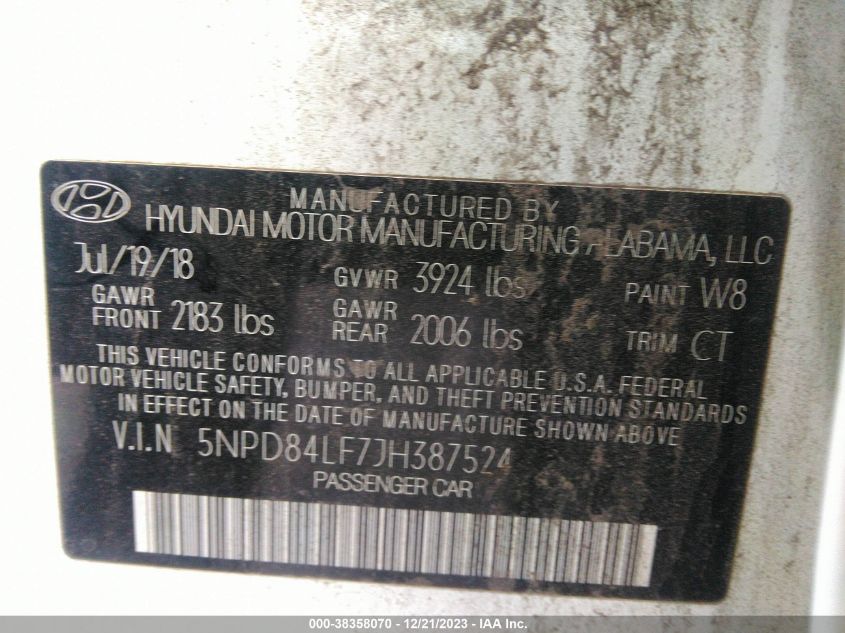 MANUFACTURED BY
HYUNDAI MOTOR MANUFACTURING ALABAMA, LLC
Jul/19/18 GVWR 3924 lbs PAINT W8
GAWR FRONT 2183 lbs GAWR REAR 2006 lbs TRIM CT
THIS VEHICLE CONFORMS TO ALL APPLICABLE U.S.A. FEDERAL
MOTOR VEHICLE SAFETY, BUMPER, AND THEFT PREVENTION STANDARDS
IN EFFECT ON THE DATE OF MANUFACTURE SHOWN ABOVE.
V.I.N 5NPD84LF7JH387524
PASSENGER CAR
000-38358070 - 12/21/2023 - IAA Inc.